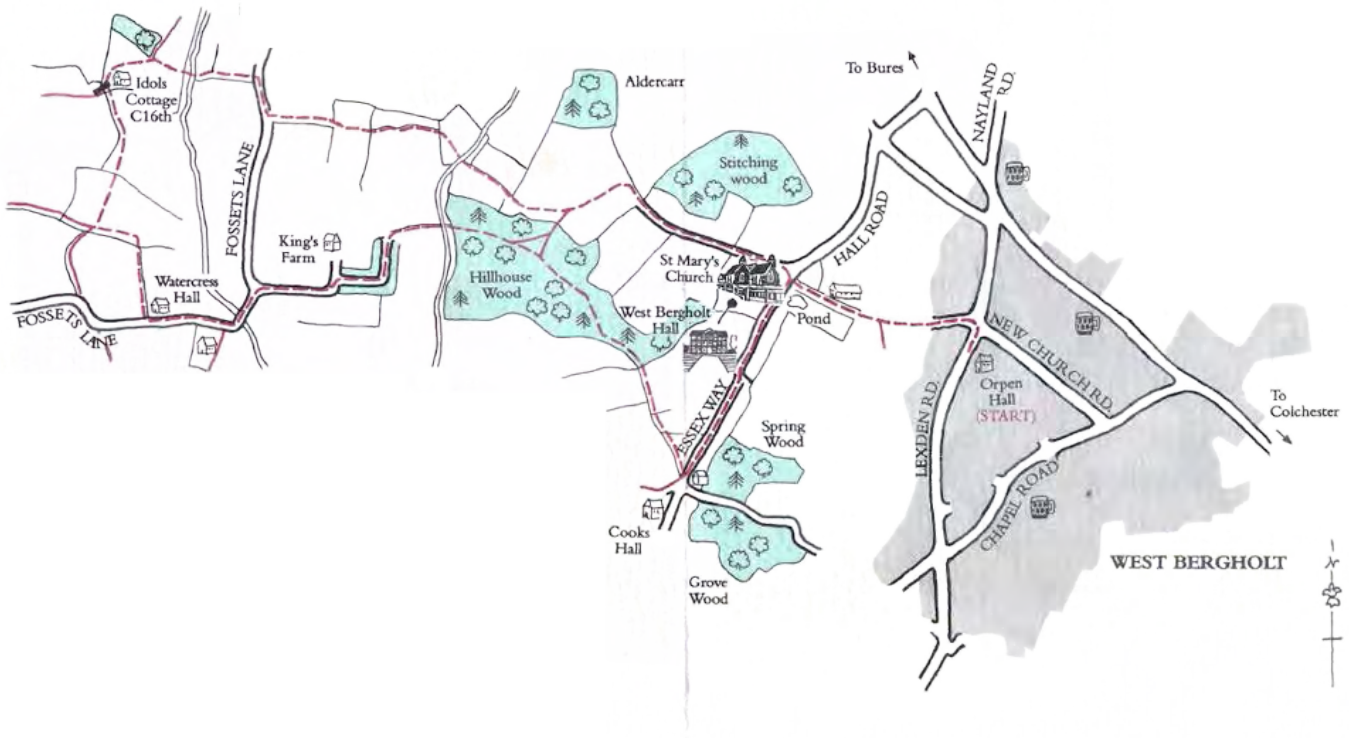 To Bures
NAYLAND
RD.
Aldercarr
Idols
Cottage
C16th
Stitching
wood
FOSSETS LANE
HALL ROAD
King's
Farm
St Mary's
Church
Hillhouse
Wood
Watercress
Hall
West Bergholt
Hall
Pond
FOSSETS LANE
NEW CHURCH RD.
Orpen
Hall
(START)
To
Colchester
LEXDEN RD.
ESSEX WAY
Spring
Wood
CHAPEL ROAD
Cooks
Hall
Grove
Wood
WEST BERGHOLT
N